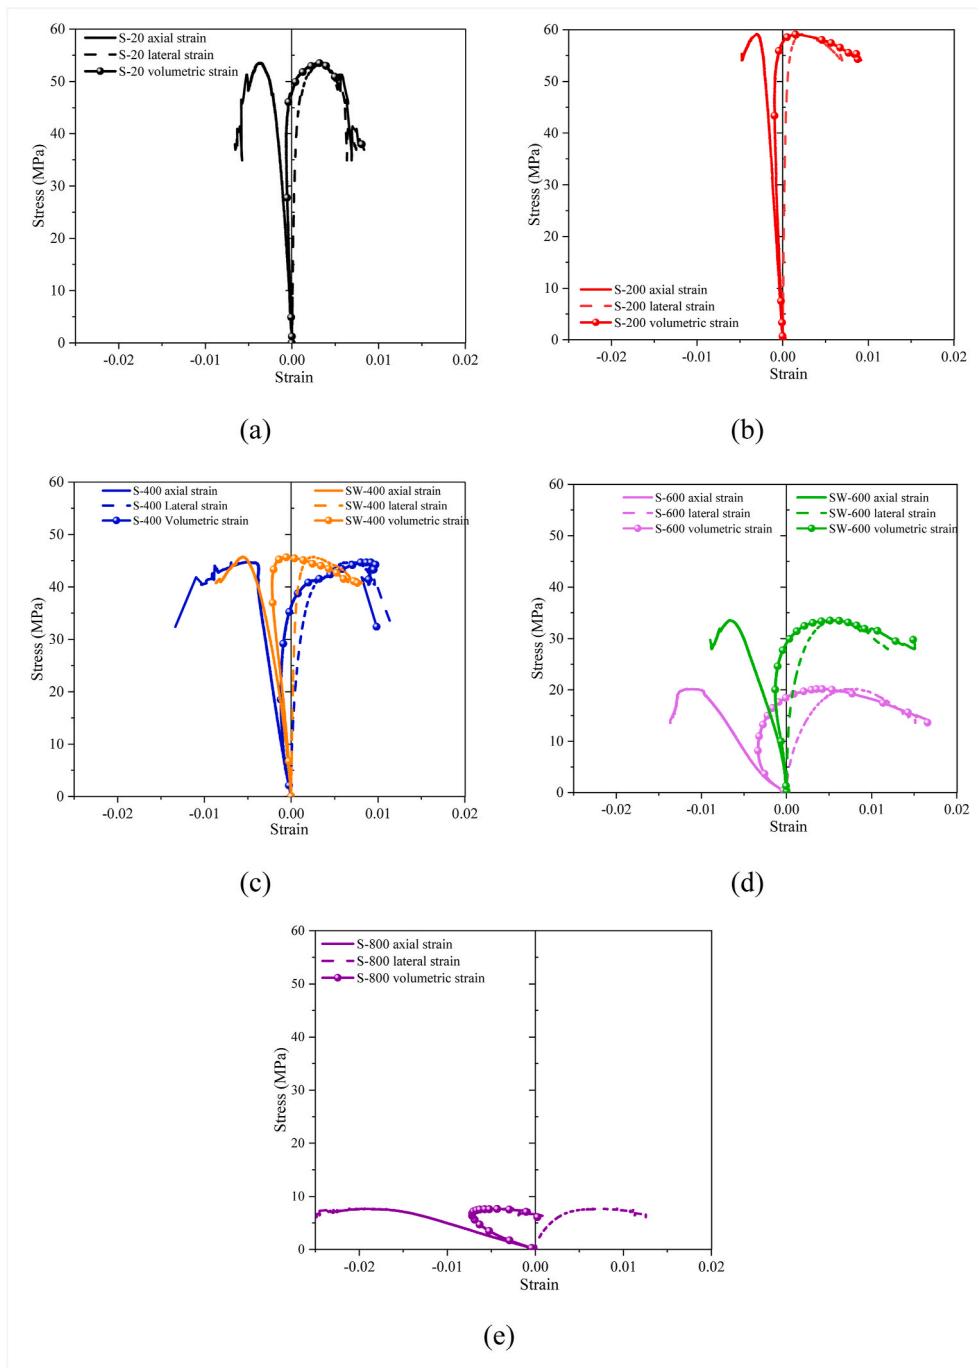 60
50
40
30
20
10
0
Stress (MPa)
S-20 axial strain
S-20 lateral strain
S-20 volumetric strain
-0.02
-0.01
0.00
0.01
0.02
Strain
(a)
60
50
40
30
20
10
0
Stress (MPa)
S-200 axial strain
S-200 lateral strain
S-200 volumetric strain
-0.02
-0.01
0.00
0.01
0.02
Strain
(b)
60
50
40
30
20
10
0
Stress (MPa)
S-400 axial strain
S-400 Lateral strain
S-400 Volumetric strain
SW-400 axial strain
SW-400 lateral strain
SW-400 volumetric strain
-0.02
-0.01
0.00
0.01
0.02
Strain
(c)
60
50
40
30
20
10
0
Stress (MPa)
S-600 axial strain
S-600 lateral strain
S-600 volumetric strain
SW-600 axial strain
SW-600 lateral strain
SW-600 volumetric strain
-0.02
-0.01
0.00
0.01
0.02
Strain
(d)
60
50
40
30
20
10
0
Stress (MPa)
S-800 axial strain
S-800 lateral strain
S-800 volumetric strain
-0.02
-0.01
0.00
0.01
0.02
Strain
(e)